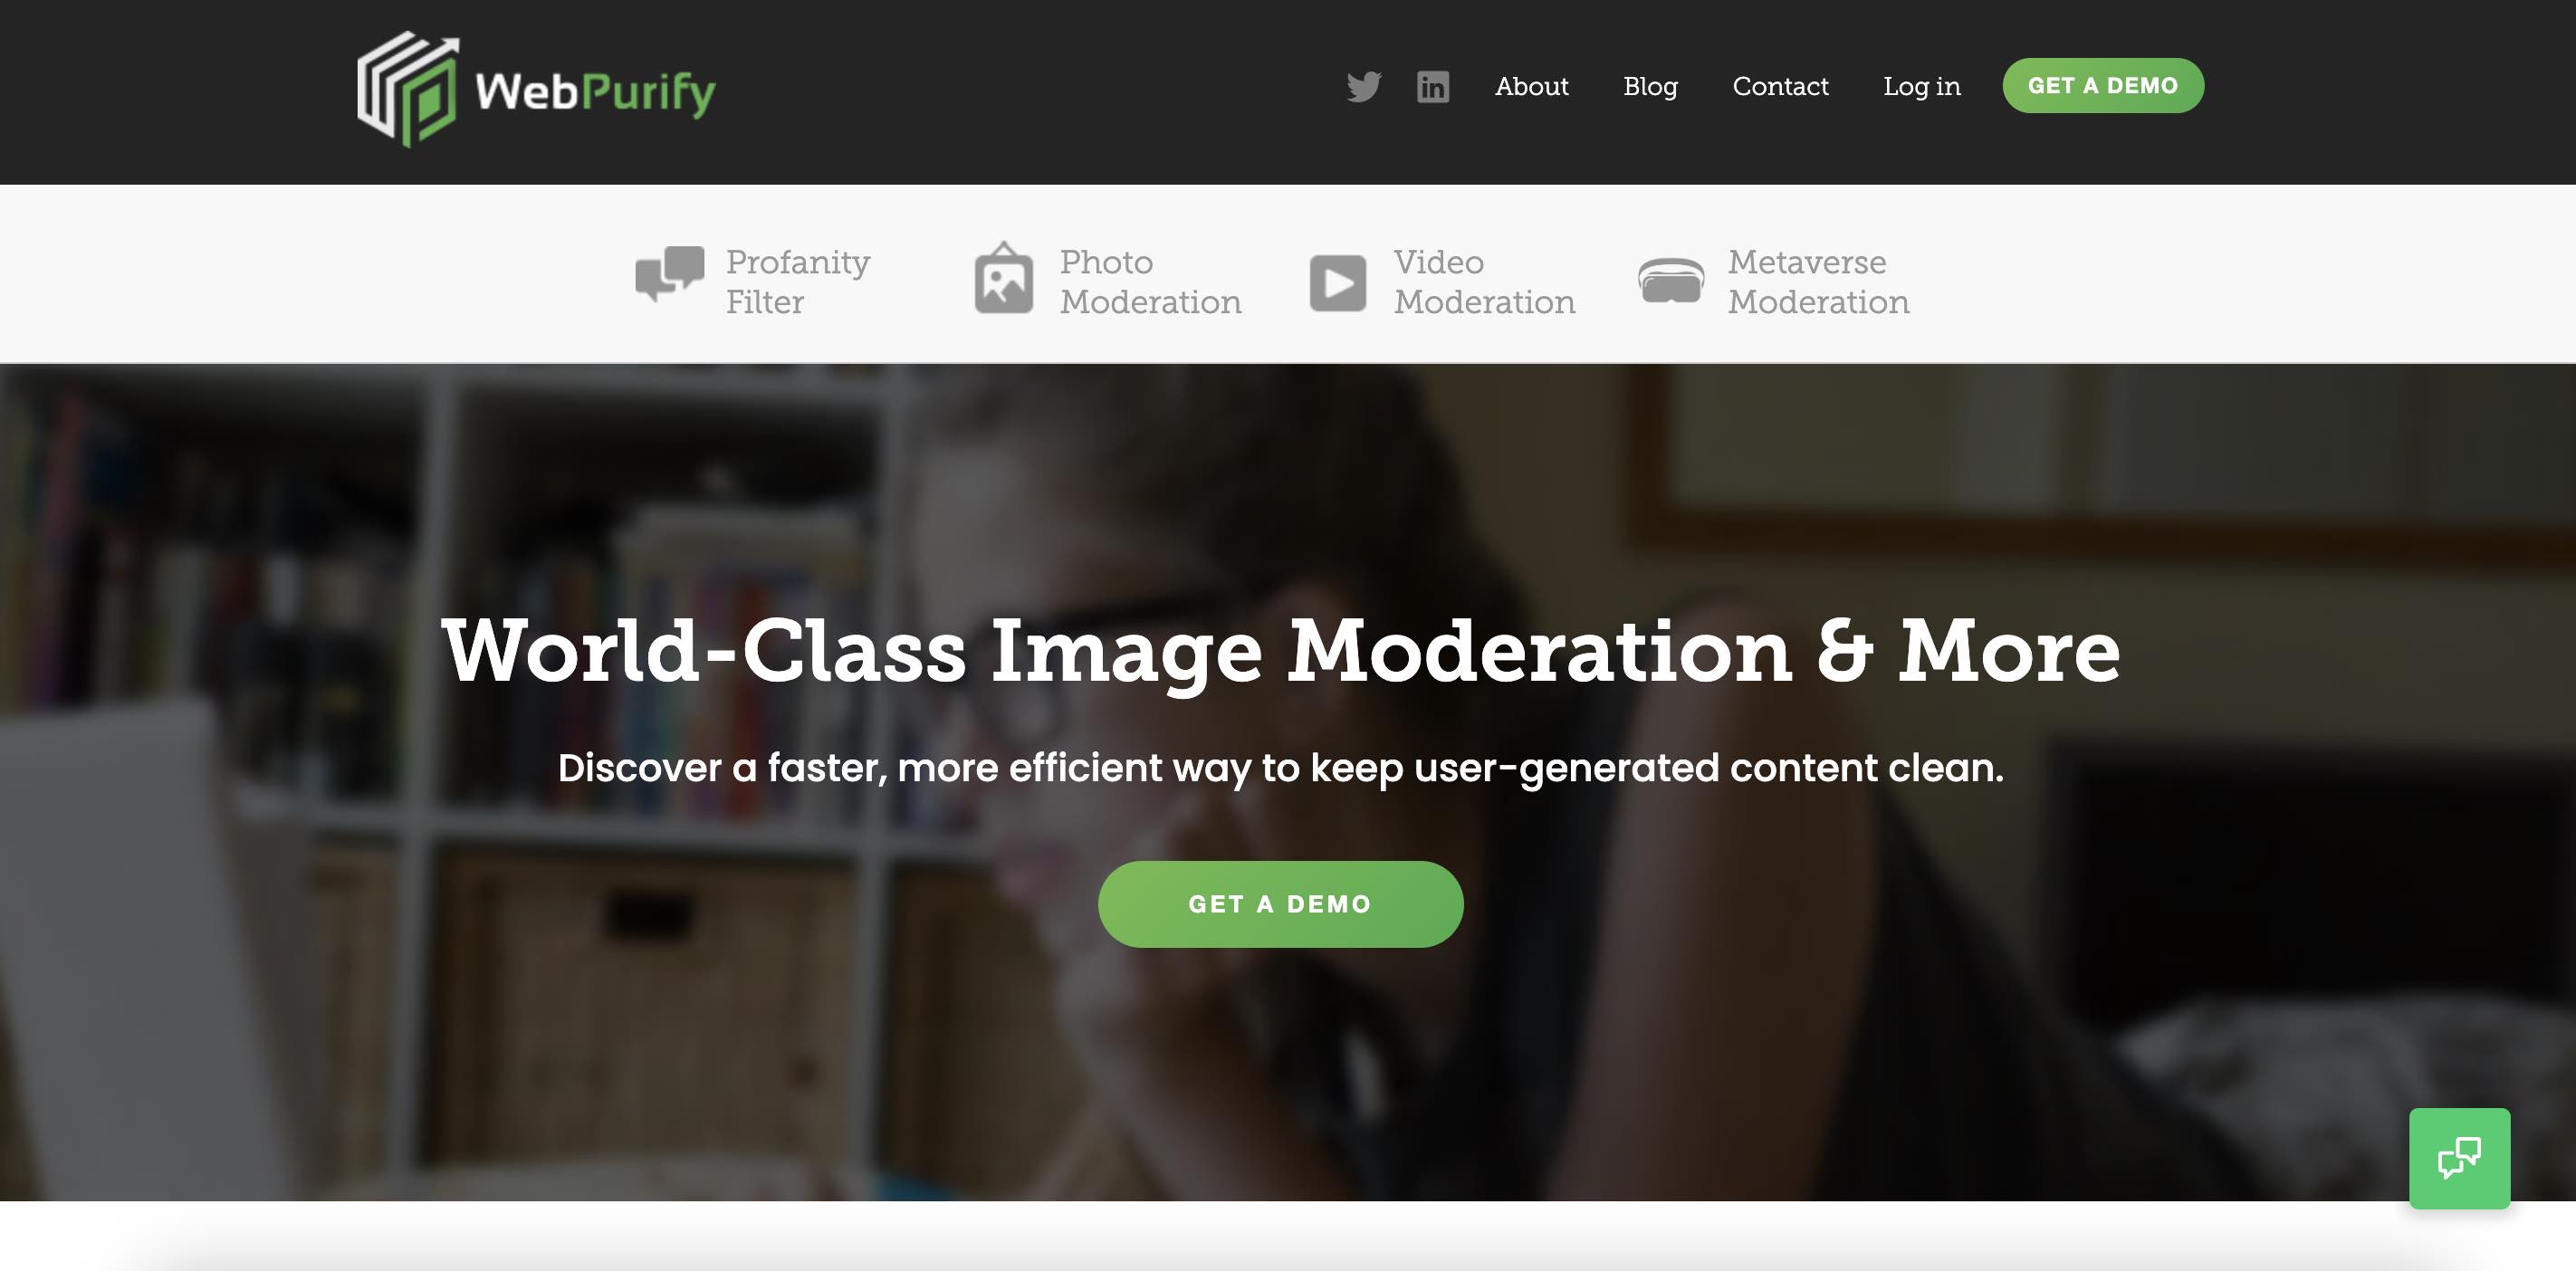 WebPurify
in
About
Blog
Contact
Log in
GET A DEMO
Profanity
Filter
Photo
Moderation
Video
Moderation
Metaverse
Moderation
World-Class Image Moderation & More
Discover a faster, more efficient way to keep user-generated content clean.
GET A DEMO